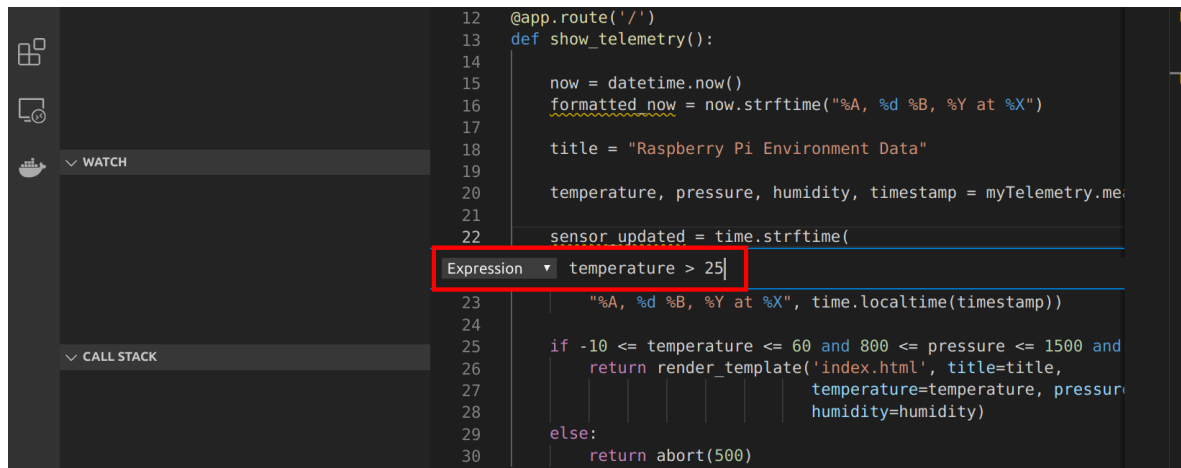 WATCH
CALL STACK
12 @app.route('/')
13 def show_telemetry():
14
15 now = datetime.now()
16 formatted_now = now.strftime("%A, %d %B, %Y at %X")
17
18 title = "Raspberry Pi Environment Data"
19
20 temperature, pressure, humidity, timestamp = myTelemetry.mea
21
22 sensor_updated = time.strftime(
Expression temperature > 25
23 "%A, %d %B, %Y at %X", time.localtime(timestamp))
24
25 if -10 <= temperature <= 60 and 800 <= pressure <= 1500 and
26 return render_template('index.html', title=title,
27 temperature=temperature, pressur
28 humidity=humidity)
29 else:
30 return abort(500)